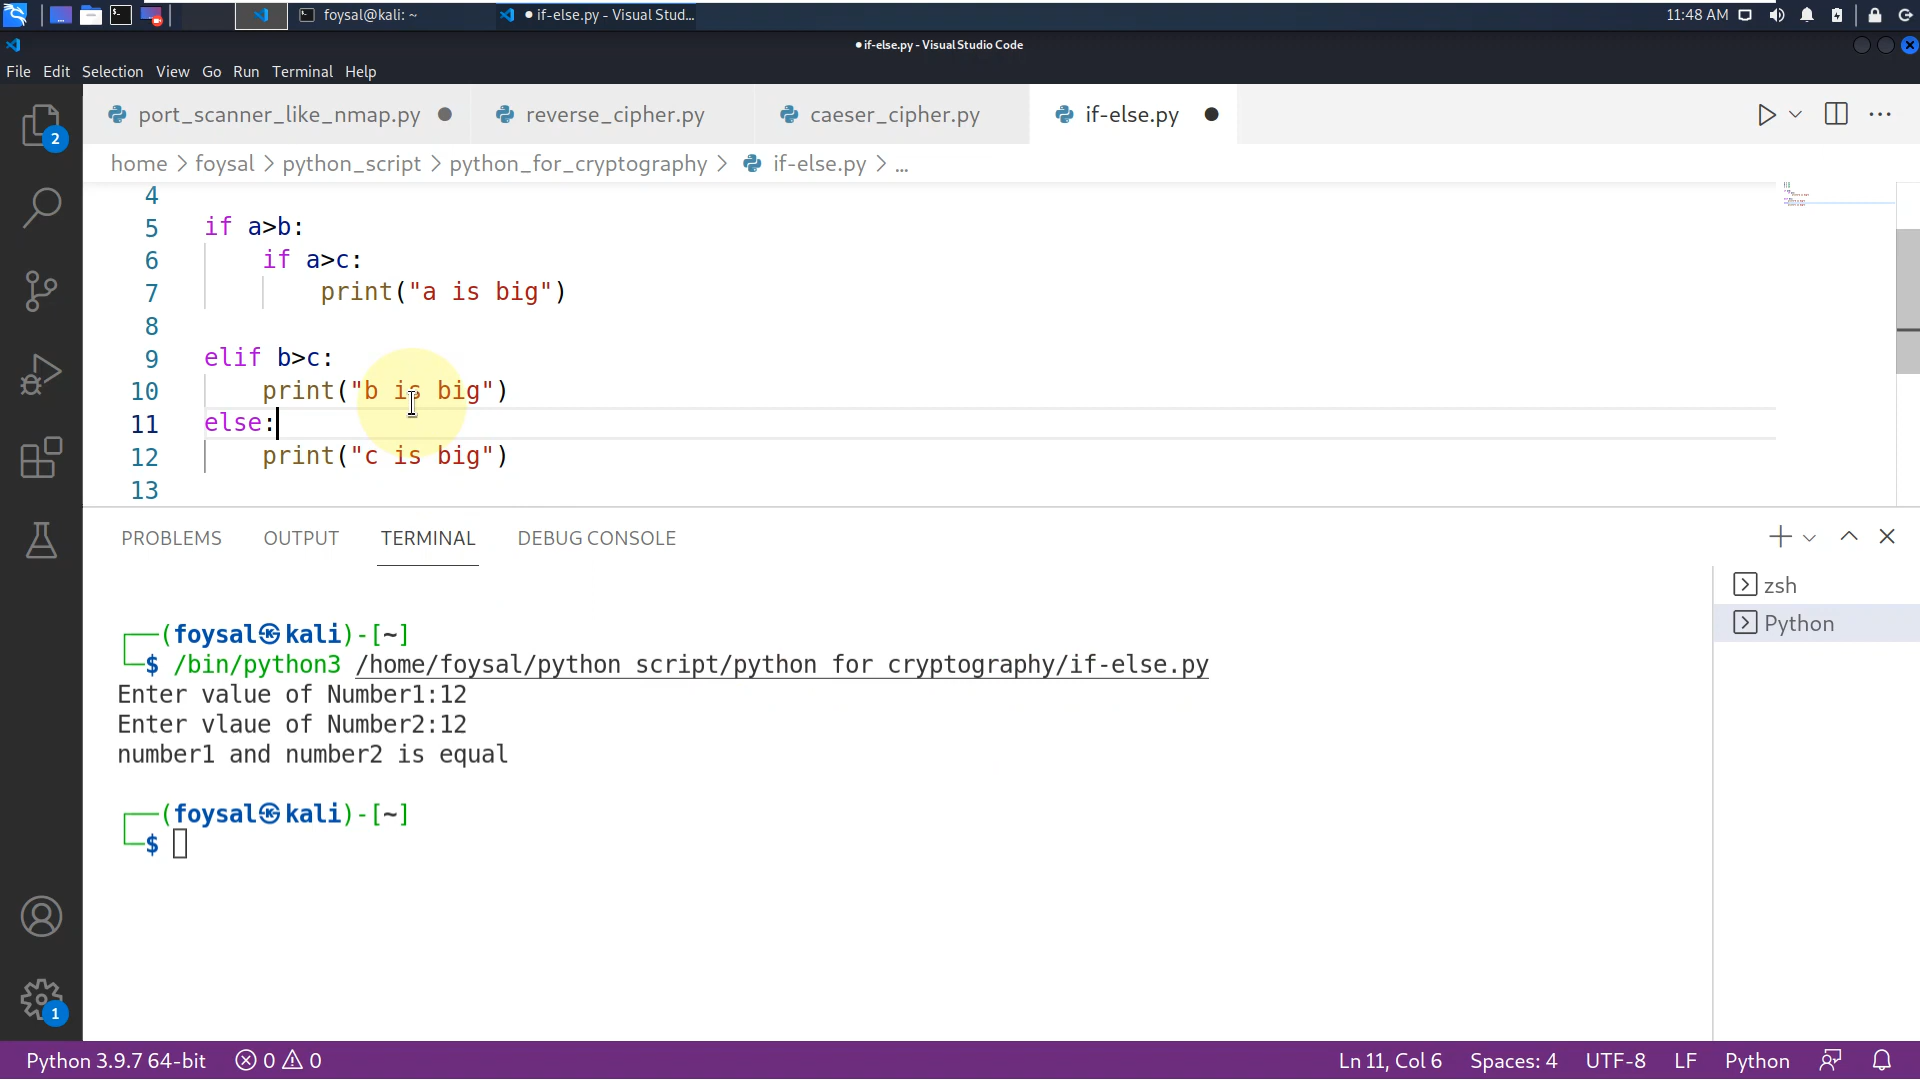 foysal@kali: ~
● if-else.py - Visual Stud...
11:48 AM
● if-else.py - Visual Studio Code
File Edit Selection View Go Run Terminal Help
port_scanner_like_nmap.py ● reverse_cipher.py caeser_cipher.py if-else.py ●
home > foysal > python_script > python_for_cryptography > if-else.py > ...
2
4
5 if a>b:
6 if a>c:
7 print("a is big")
8
9 elif b>c:
10 print("b is big")
11 else:
12 print("c is big")
13
PROBLEMS OUTPUT TERMINAL DEBUG CONSOLE
zsh
Python
┌──(foysal㉿kali)-[~]
└─$ /bin/python3 /home/foysal/python script/python for cryptography/if-else.py
Enter value of Number1:12
Enter vlaue of Number2:12
number1 and number2 is equal
┌──(foysal㉿kali)-[~]
└─$
1
Python 3.9.7 64-bit 0 0 Ln 11, Col 6 Spaces: 4 UTF-8 LF Python